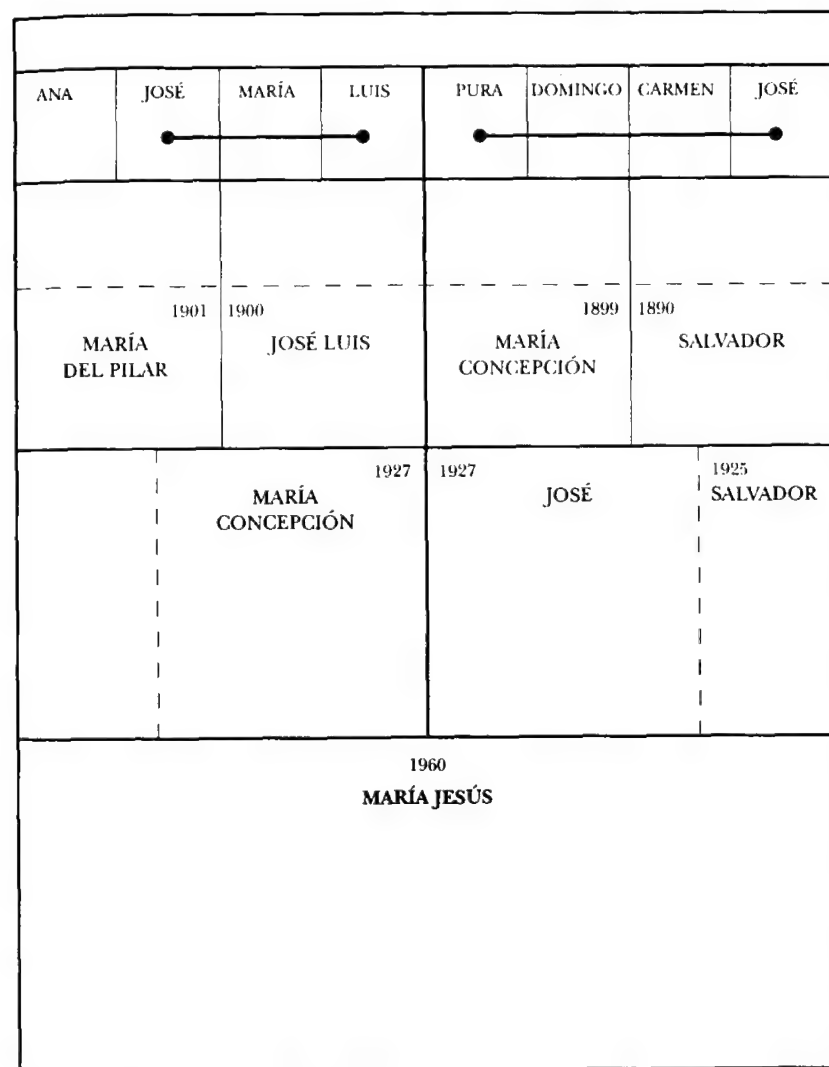 ANA JOSÉ MARÍA LUIS PURA DOMINGO CARMEN JOSÉ
1901 1900 1899 1890
MARÍA DEL PILAR JOSÉ LUIS MARÍA CONCEPCIÓN SALVADOR
1927 1927 1925
MARÍA CONCEPCIÓN JOSÉ SALVADOR
1960
MARÍA JESÚS